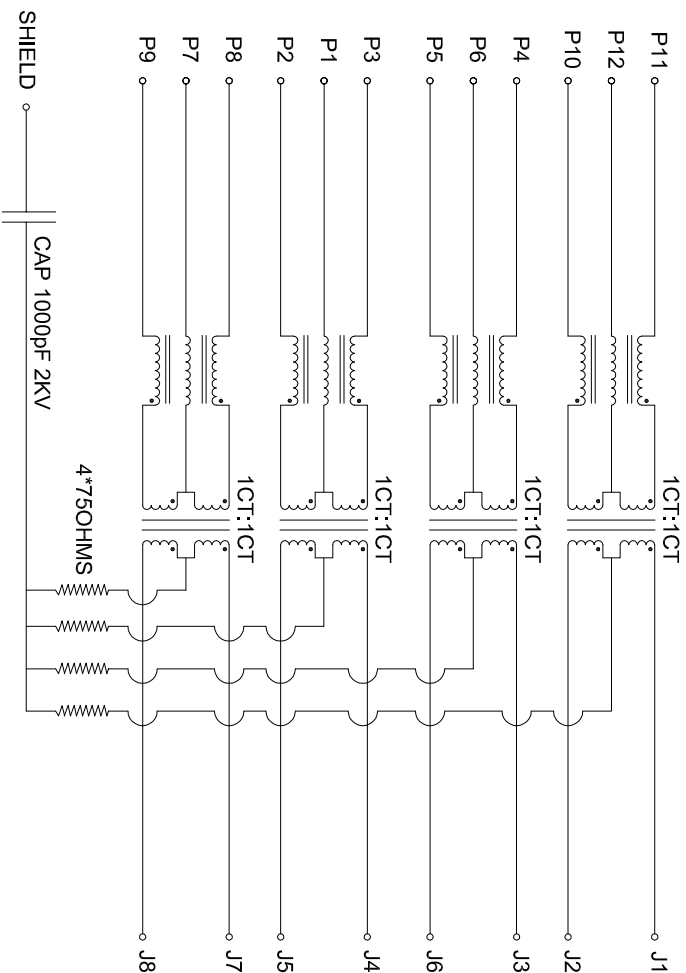 P11
P12
P10
P4
P6
P5
P3
P1
P2
P8
P7
P9
SHIELD
1CT:1CT
1CT:1CT
1CT:1CT
1CT:1CT
4*75OHMS
CAP 1000pF 2KV
J1
J2
J3
J6
J4
J5
J7
J8